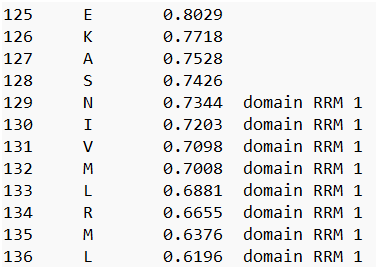 125 E 0.8029
126 K 0.7718
127 A 0.7528
128 S 0.7426
129 N 0.7344 domain RRM 1
130 I 0.7203 domain RRM 1
131 V 0.7098 domain RRM 1
132 M 0.7008 domain RRM 1
133 L 0.6881 domain RRM 1
134 R 0.6655 domain RRM 1
135 M 0.6376 domain RRM 1
136 L 0.6196 domain RRM 1